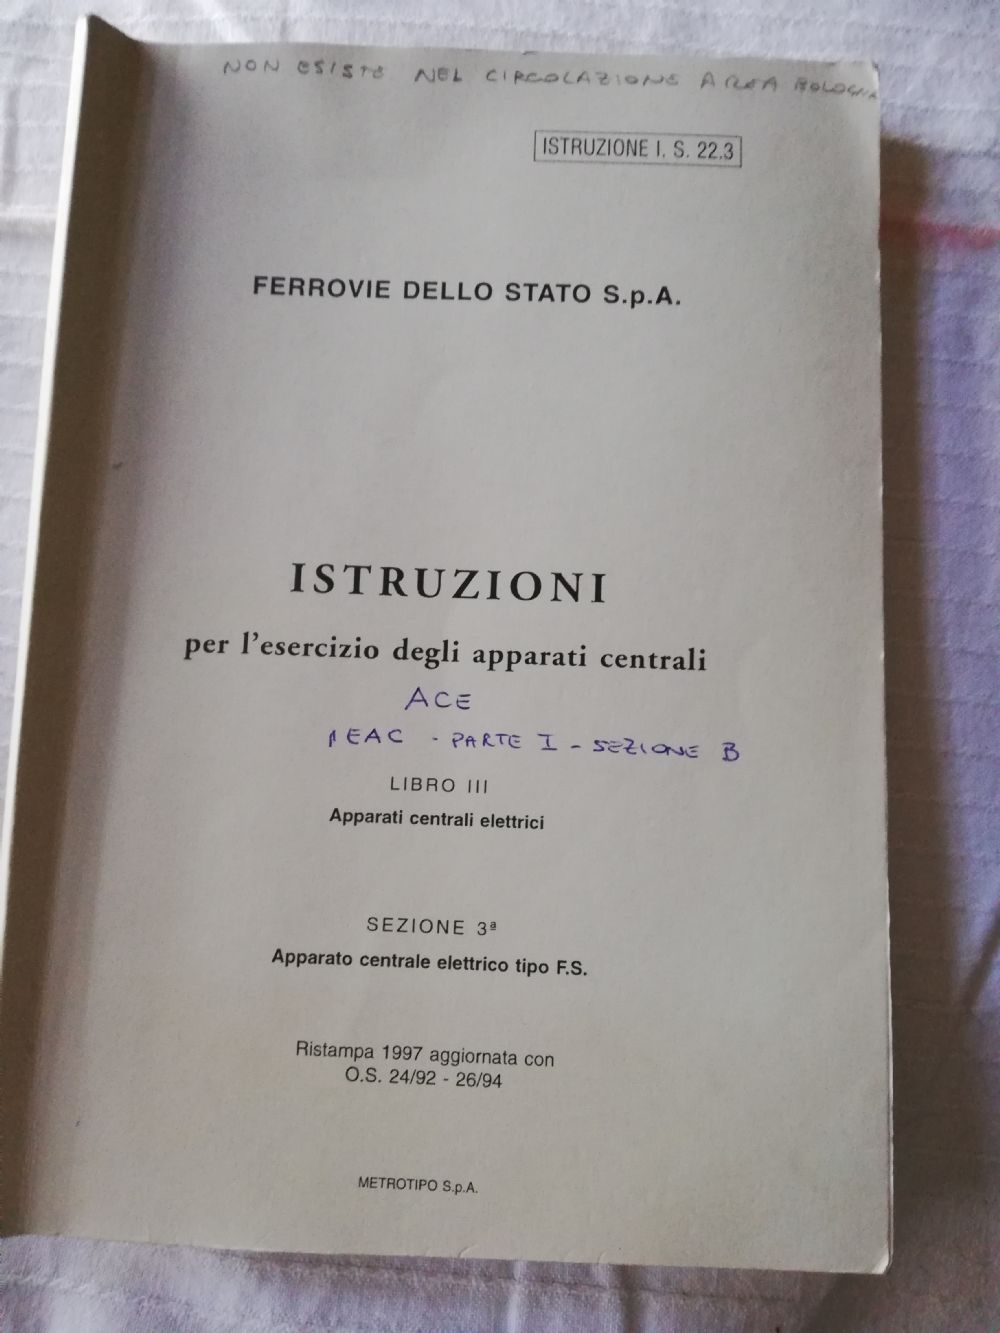 NON ESISTE NEL CIRCOLAZIONE AREA BOLOGNA
ISTRUZIONE I. S. 22.3
FERROVIE DELLO STATO S.p.A.
ISTRUZIONI
per l'esercizio degli apparati centrali
ACE
IEAC - PARTE I - SEZIONE B
LIBRO III
Apparati centrali elettrici
SEZIONE 3ª
Apparato centrale elettrico tipo F.S.
Ristampa 1997 aggiornata con
O.S. 24/92 - 26/94
METROTIPO S.p.A.